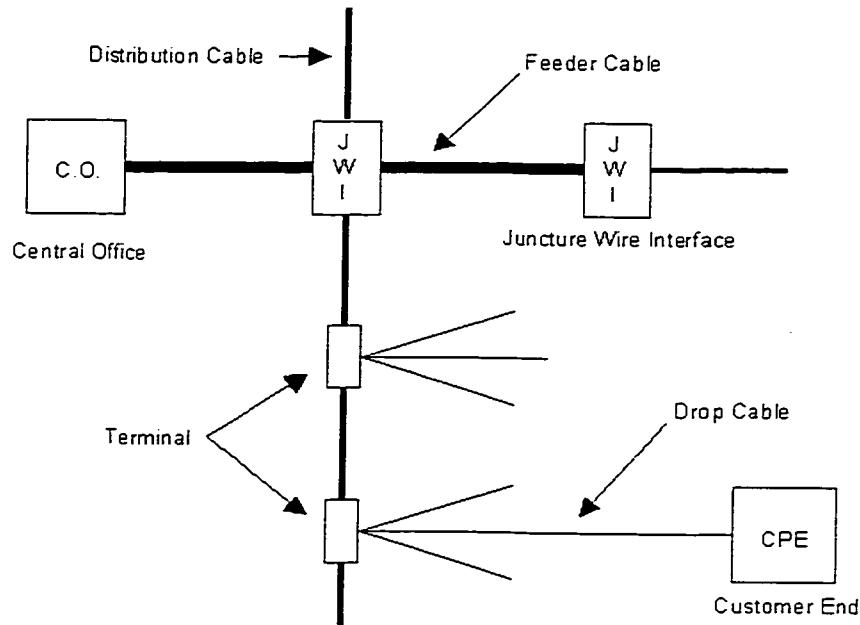 Distribution Cable
Feeder Cable
C.O.
J
W
I
J
W
I
Central Office
Juncture Wire Interface
Terminal
Drop Cable
CPE
Customer End